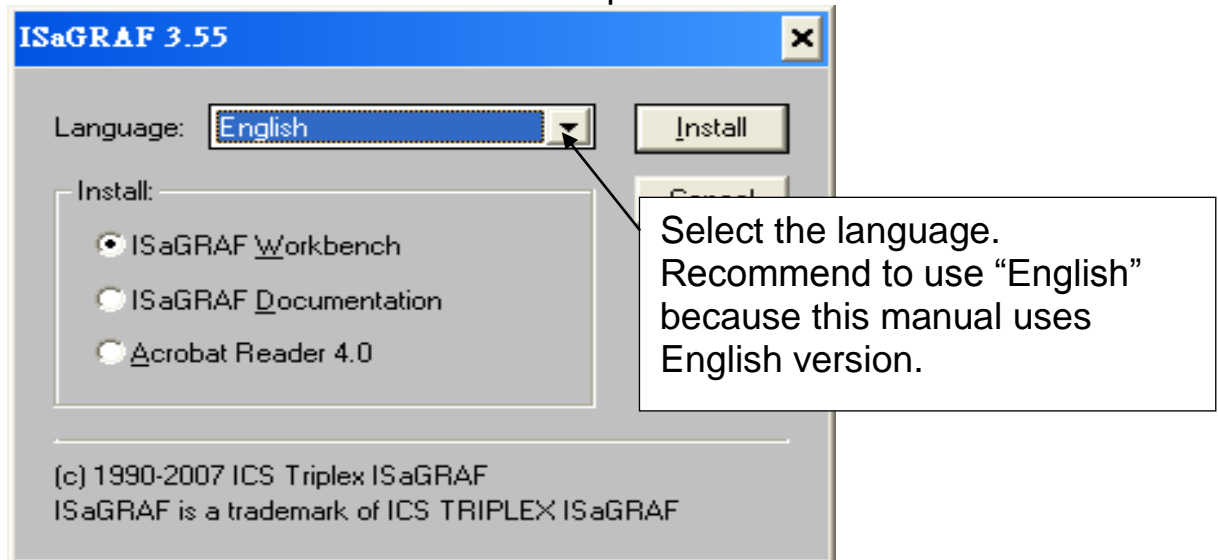 ISaGRAF 3.55
Language: English Install
Install:
ISaGRAF Workbench
ISaGRAF Documentation
Acrobat Reader 4.0
Select the language.
Recommend to use “English”
because this manual uses
English version.
(c) 1990-2007 ICS Triplex ISaGRAF
ISaGRAF is a trademark of ICS TRIPLEX ISaGRAF